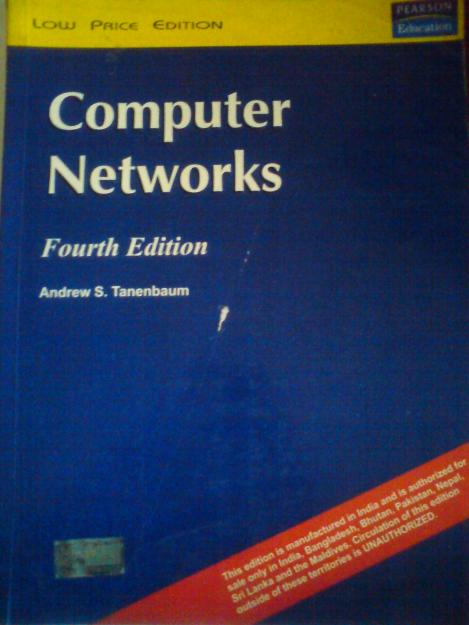 LOW PRICE EDITION
PEARSON
Education
Computer
Networks
Fourth Edition
Andrew S. Tanenbaum
This edition is manufactured in India and is authorized for
sale only in India, Bangladesh, Bhutan, Pakistan, Nepal,
Sri Lanka and the Maldives. Circulation of this edition
outside of these territories is UNAUTHORIZED.